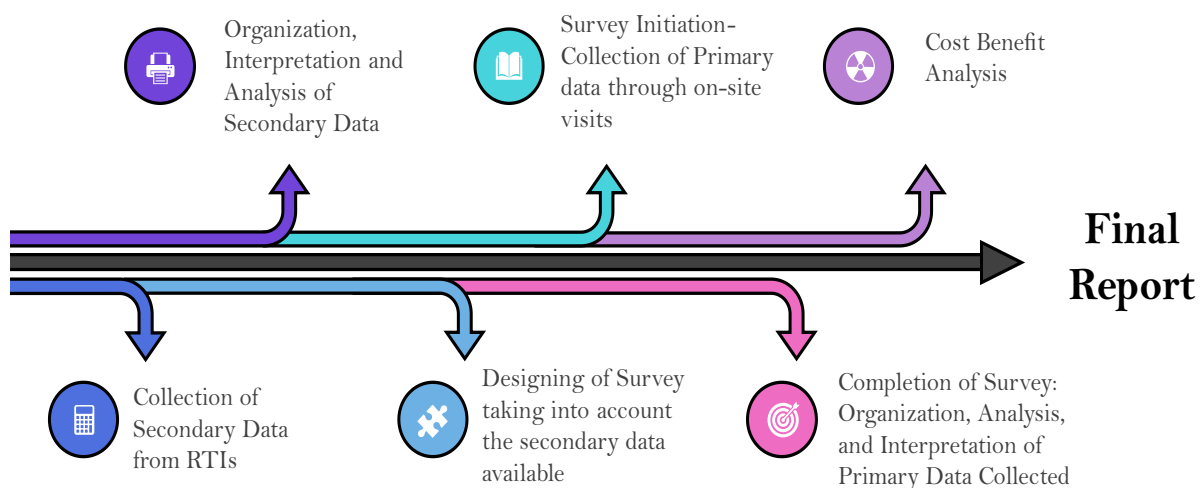 Organization,
Interpretation and
Analysis of
Secondary Data
Survey Initiation-
Collection of Primary
data through on-site
visits
Cost Benefit
Analysis
Final
Report
Collection of
Secondary Data
from RTIs
Designing of Survey
taking into account
the secondary data
available
Completion of Survey:
Organization, Analysis,
and Interpretation of
Primary Data Collected